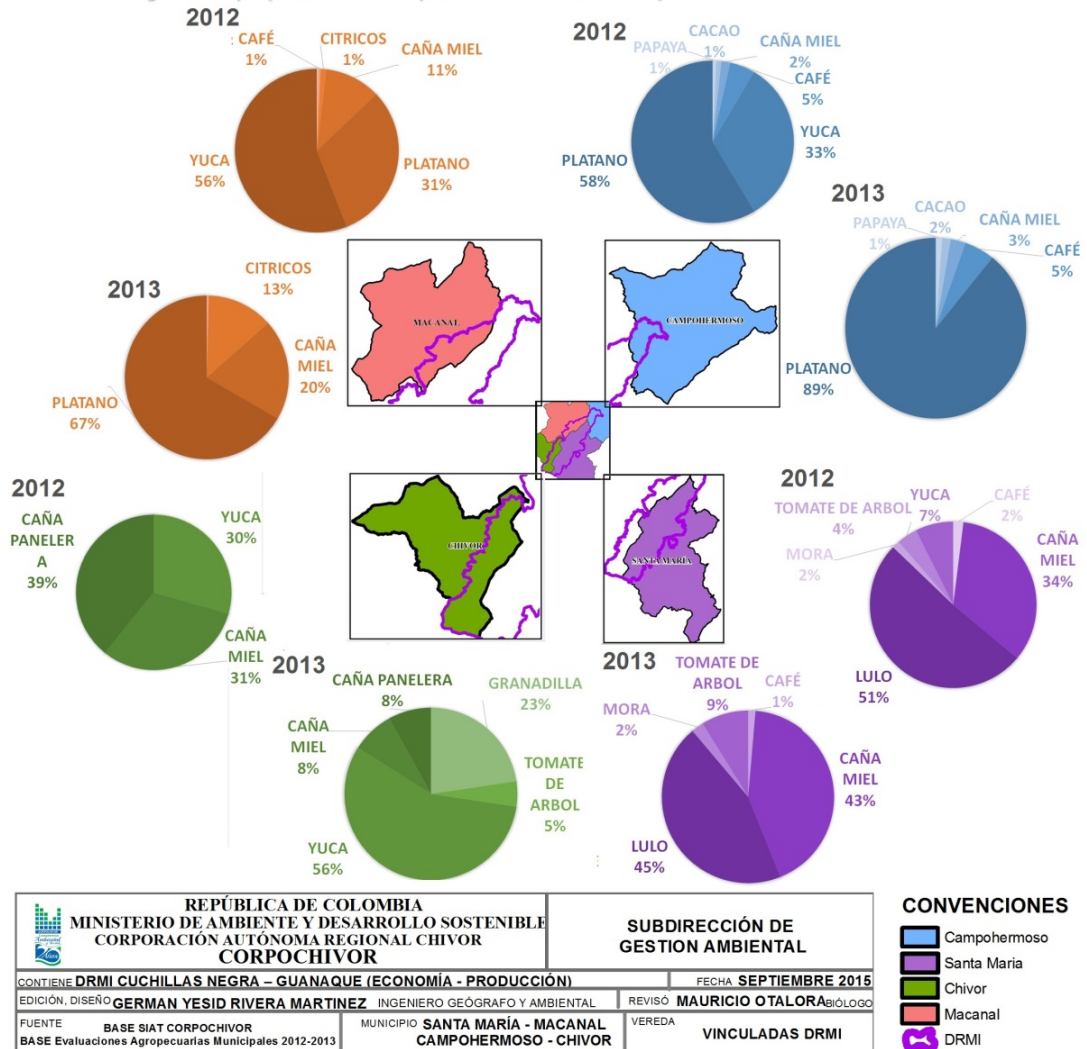 2012
CAFÉ
1%
CITRICOS
1%
CAÑA MIEL
11%
YUCA
56%
PLATANO
31%
2012
PAPAYA
1%
CACAO
1%
CAÑA MIEL
2%
CAFÉ
5%
PLATANO
58%
YUCA
33%
2013
CITRICOS
13%
CAÑA
MIEL
20%
PLATANO
67%
MACANAL
CAMPOHERMOSO
2013
PAPAYA
1%
CACAO
2%
CAÑA MIEL
3%
CAFÉ
5%
PLATANO
89%
2012
CAÑA
PANELER
A
39%
YUCA
30%
CAÑA
MIEL
31%
CHIVOR
SANTA MARIA
2012
TOMATE DE ARBOL
4%
YUCA
7%
CAFÉ
2%
MORA
2%
CAÑA
MIEL
34%
LULO
51%
2013
CAÑA PANELERA
8%
GRANADILLA
23%
CAÑA
MIEL
8%
TOMATE
DE
ARBOL
5%
YUCA
56%
2013
TOMATE DE
ARBOL
9%
CAFÉ
1%
MORA
2%
CAÑA
MIEL
43%
LULO
45%
REPÚBLICA DE COLOMBIA
MINISTERIO DE AMBIENTE Y DESARROLLO SOSTENIBLE
CORPORACIÓN AUTÓNOMA REGIONAL CHIVOR
CORPOCHIVOR
SUBDIRECCIÓN DE
GESTION AMBIENTAL
CONTIENE DRMI CUCHILLAS NEGRA – GUANAQUE (ECONOMÍA - PRODUCCIÓN)
FECHA SEPTIEMBRE 2015
EDICIÓN, DISEÑO GERMAN YESID RIVERA MARTINEZ INGENIERO GEÓGRAFO Y AMBIENTAL
REVISÓ MAURICIO OTALORA BIÓLOGO
FUENTE BASE SIAT CORPOCHIVOR
BASE Evaluaciones Agropecuarias Municipales 2012-2013
MUNICIPIO SANTA MARÍA - MACANAL
CAMPOHERMOSO - CHIVOR
VEREDA
VINCULADAS DRMI
CONVENCIONES
Campohermoso
Santa Maria
Chivor
Macanal
DRMI